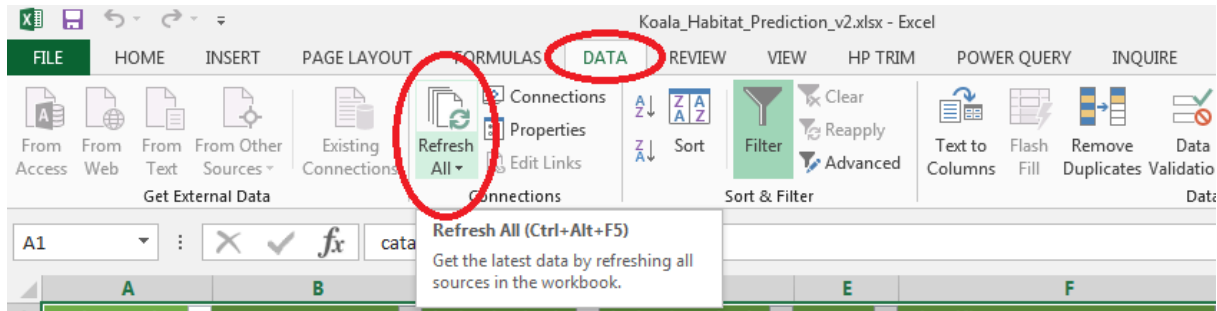 Koala_Habitat_Prediction_v2.xlsx - Excel
FILE HOME INSERT PAGE LAYOUT FORMULAS DATA REVIEW VIEW HP TRIM POWER QUERY INQUIRE
From Access
From Web
From Text
From Other Sources
Existing Connections
Get External Data
Refresh All
Connections
Properties
Edit Links
Connections
Sort
Filter
Clear
Reapply
Advanced
Sort & Filter
Text to Columns
Flash Fill
Remove Duplicates
Data Validatio
Data
A1 fx cata
Refresh All (Ctrl+Alt+F5)
Get the latest data by refreshing all
sources in the workbook.
A B E F